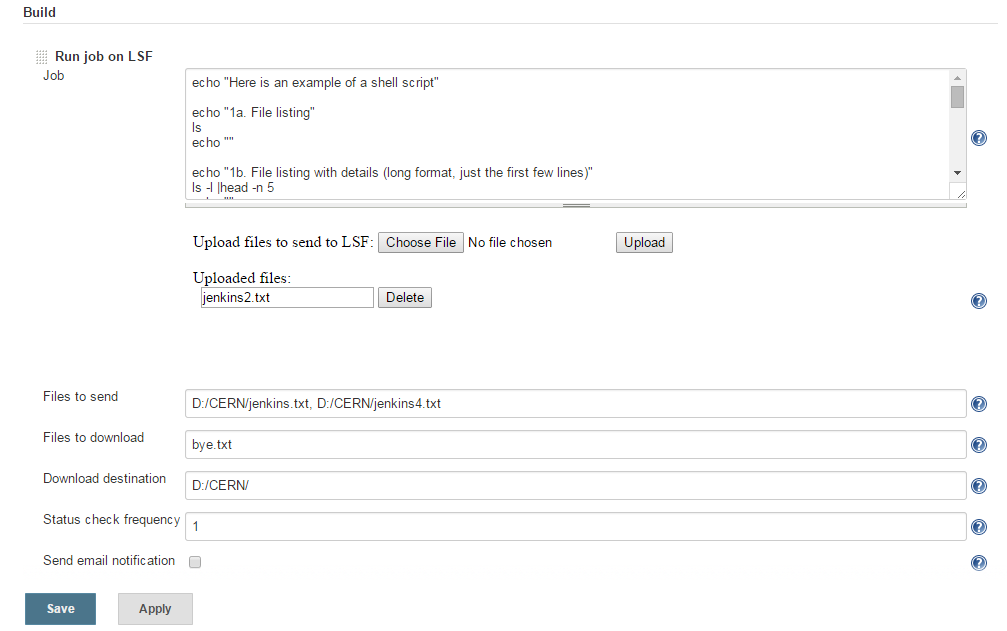 Build
Run job on LSF
Job
echo "Here is an example of a shell script"
echo "1a. File listing"
ls
echo ""
echo "1b. File listing with details (long format, just the first few lines)"
ls -l |head -n 5
Upload files to send to LSF: Choose File No file chosen Upload
Uploaded files:
jenkins2.txt Delete
Files to send D:/CERN/jenkins.txt, D:/CERN/jenkins4.txt
Files to download bye.txt
Download destination D:/CERN/
Status check frequency 1
Send email notification
Save Apply